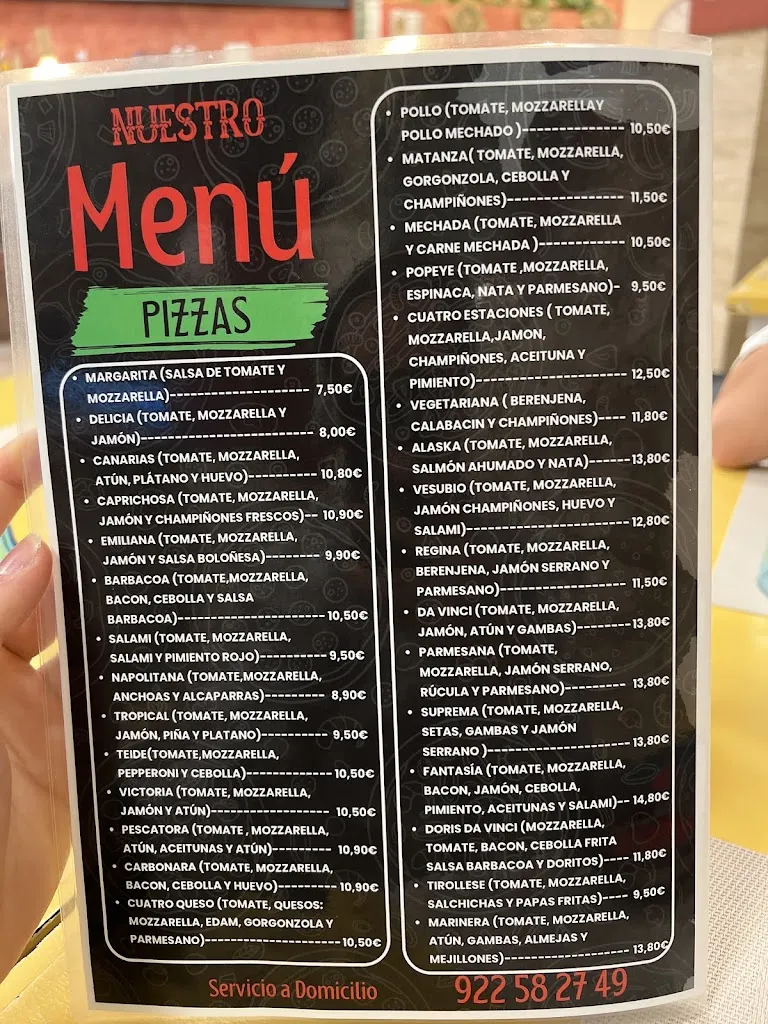 NUESTRO
Menú
PIZZAS
• MARGARITA (SALSA DE TOMATE Y
MOZZARELLA)-------------------- 7,50€
• DELICIA (TOMATE, MOZZARELLA Y
JAMÓN)------------------------- 8,00€
• CANARIAS (TOMATE, MOZZARELLA,
ATÚN, PLÁTANO Y HUEVO)---------- 10,80€
• CAPRICHOSA (TOMATE, MOZZARELLA,
JAMÓN Y CHAMPIÑONES FRESCOS)-- 10,90€
• EMILIANA (TOMATE, MOZZARELLA,
JAMÓN Y SALSA BOLOÑESA)-------- 9,90€
• BARBACOA (TOMATE,MOZZARELLA,
BACON, CEBOLLA Y SALSA
BARBACOA)---------------------- 10,50€
• SALAMI (TOMATE, MOZZARELLA,
SALAMI Y PIMIENTO ROJO)---------- 9,50€
• NAPOLITANA (TOMATE,MOZZARELLA,
ANCHOAS Y ALCAPARRAS)--------- 8,90€
• TROPICAL (TOMATE, MOZZARELLA,
JAMÓN, PIÑA Y PLATANO)---------- 9,50€
• TEIDE(TOMATE,MOZZARELLA,
PEPPERONI Y CEBOLLA)------------- 10,50€
• VICTORIA (TOMATE, MOZZARELLA,
JAMÓN Y ATÚN)------------------ 10,50€
• PESCATORA (TOMATE , MOZZARELLA,
ATÚN, ACEITUNAS Y ATÚN)--------- 10,90€
• CARBONARA (TOMATE, MOZZARELLA,
BACON, CEBOLLA Y HUEVO)--------- 10,90€
• CUATRO QUESO (TOMATE, QUESOS:
MOZZARELLA, EDAM, GORGONZOLA Y
PARMESANO)-------------------- 10,50€
• POLLO (TOMATE, MOZZARELLAY
POLLO MECHADO )--------------- 10,50€
• MATANZA( TOMATE, MOZZARELLA,
GORGONZOLA, CEBOLLA Y
CHAMPIÑONES)----------------- 11,50€
• MECHADA (TOMATE, MOZZARELLA
Y CARNE MECHADA )------------- 10,50€
• POPEYE (TOMATE ,MOZZARELLA,
ESPINACA, NATA Y PARMESANO)- 9,50€
• CUATRO ESTACIONES ( TOMATE,
MOZZARELLA,JAMON,
CHAMPIÑONES, ACEITUNA Y
PIMIENTO)---------------------- 12,50€
• VEGETARIANA ( BERENJENA,
CALABACIN Y CHAMPIÑONES)---- 11,80€
• ALASKA (TOMATE, MOZZARELLA,
SALMÓN AHUMADO Y NATA)------13,80€
• VESUBIO (TOMATE, MOZZARELLA,
JAMÓN CHAMPIÑONES, HUEVO Y
SALAMI)------------------------12,80€
• REGINA (TOMATE, MOZZARELLA,
BERENJENA, JAMÓN SERRANO Y
PARMESANO)------------------ 11,50€
• DA VINCI (TOMATE, MOZZARELLA,
JAMÓN, ATÚN Y GAMBAS)--------13,80€
• PARMESANA (TOMATE,
MOZZARELLA, JAMÓN SERRANO,
RÚCULA Y PARMESANO)--------- 13,80€
• SUPREMA (TOMATE, MOZZARELLA,
SETAS, GAMBAS Y JAMÓN
SERRANO )---------------------13,80€
• FANTASÍA (TOMATE, MOZZARELLA,
BACON, JAMÓN, CEBOLLA,
PIMIENTO, ACEITUNAS Y SALAMI)-- 14,80€
• DORIS DA VINCI (MOZZARELLA,
TOMATE, BACON, CEBOLLA FRITA
SALSA BARBACOA Y DORITOS)---- 11,80€
• TIROLLESE (TOMATE, MOZZARELLA,
SALCHICHAS Y PAPAS FRITAS)---- 9,50€
• MARINERA (TOMATE, MOZZARELLA,
ATÚN, GAMBAS, ALMEJAS Y
MEJILLONES)------------------- 13,80€
Servicio a Domicilio 922 58 27 49